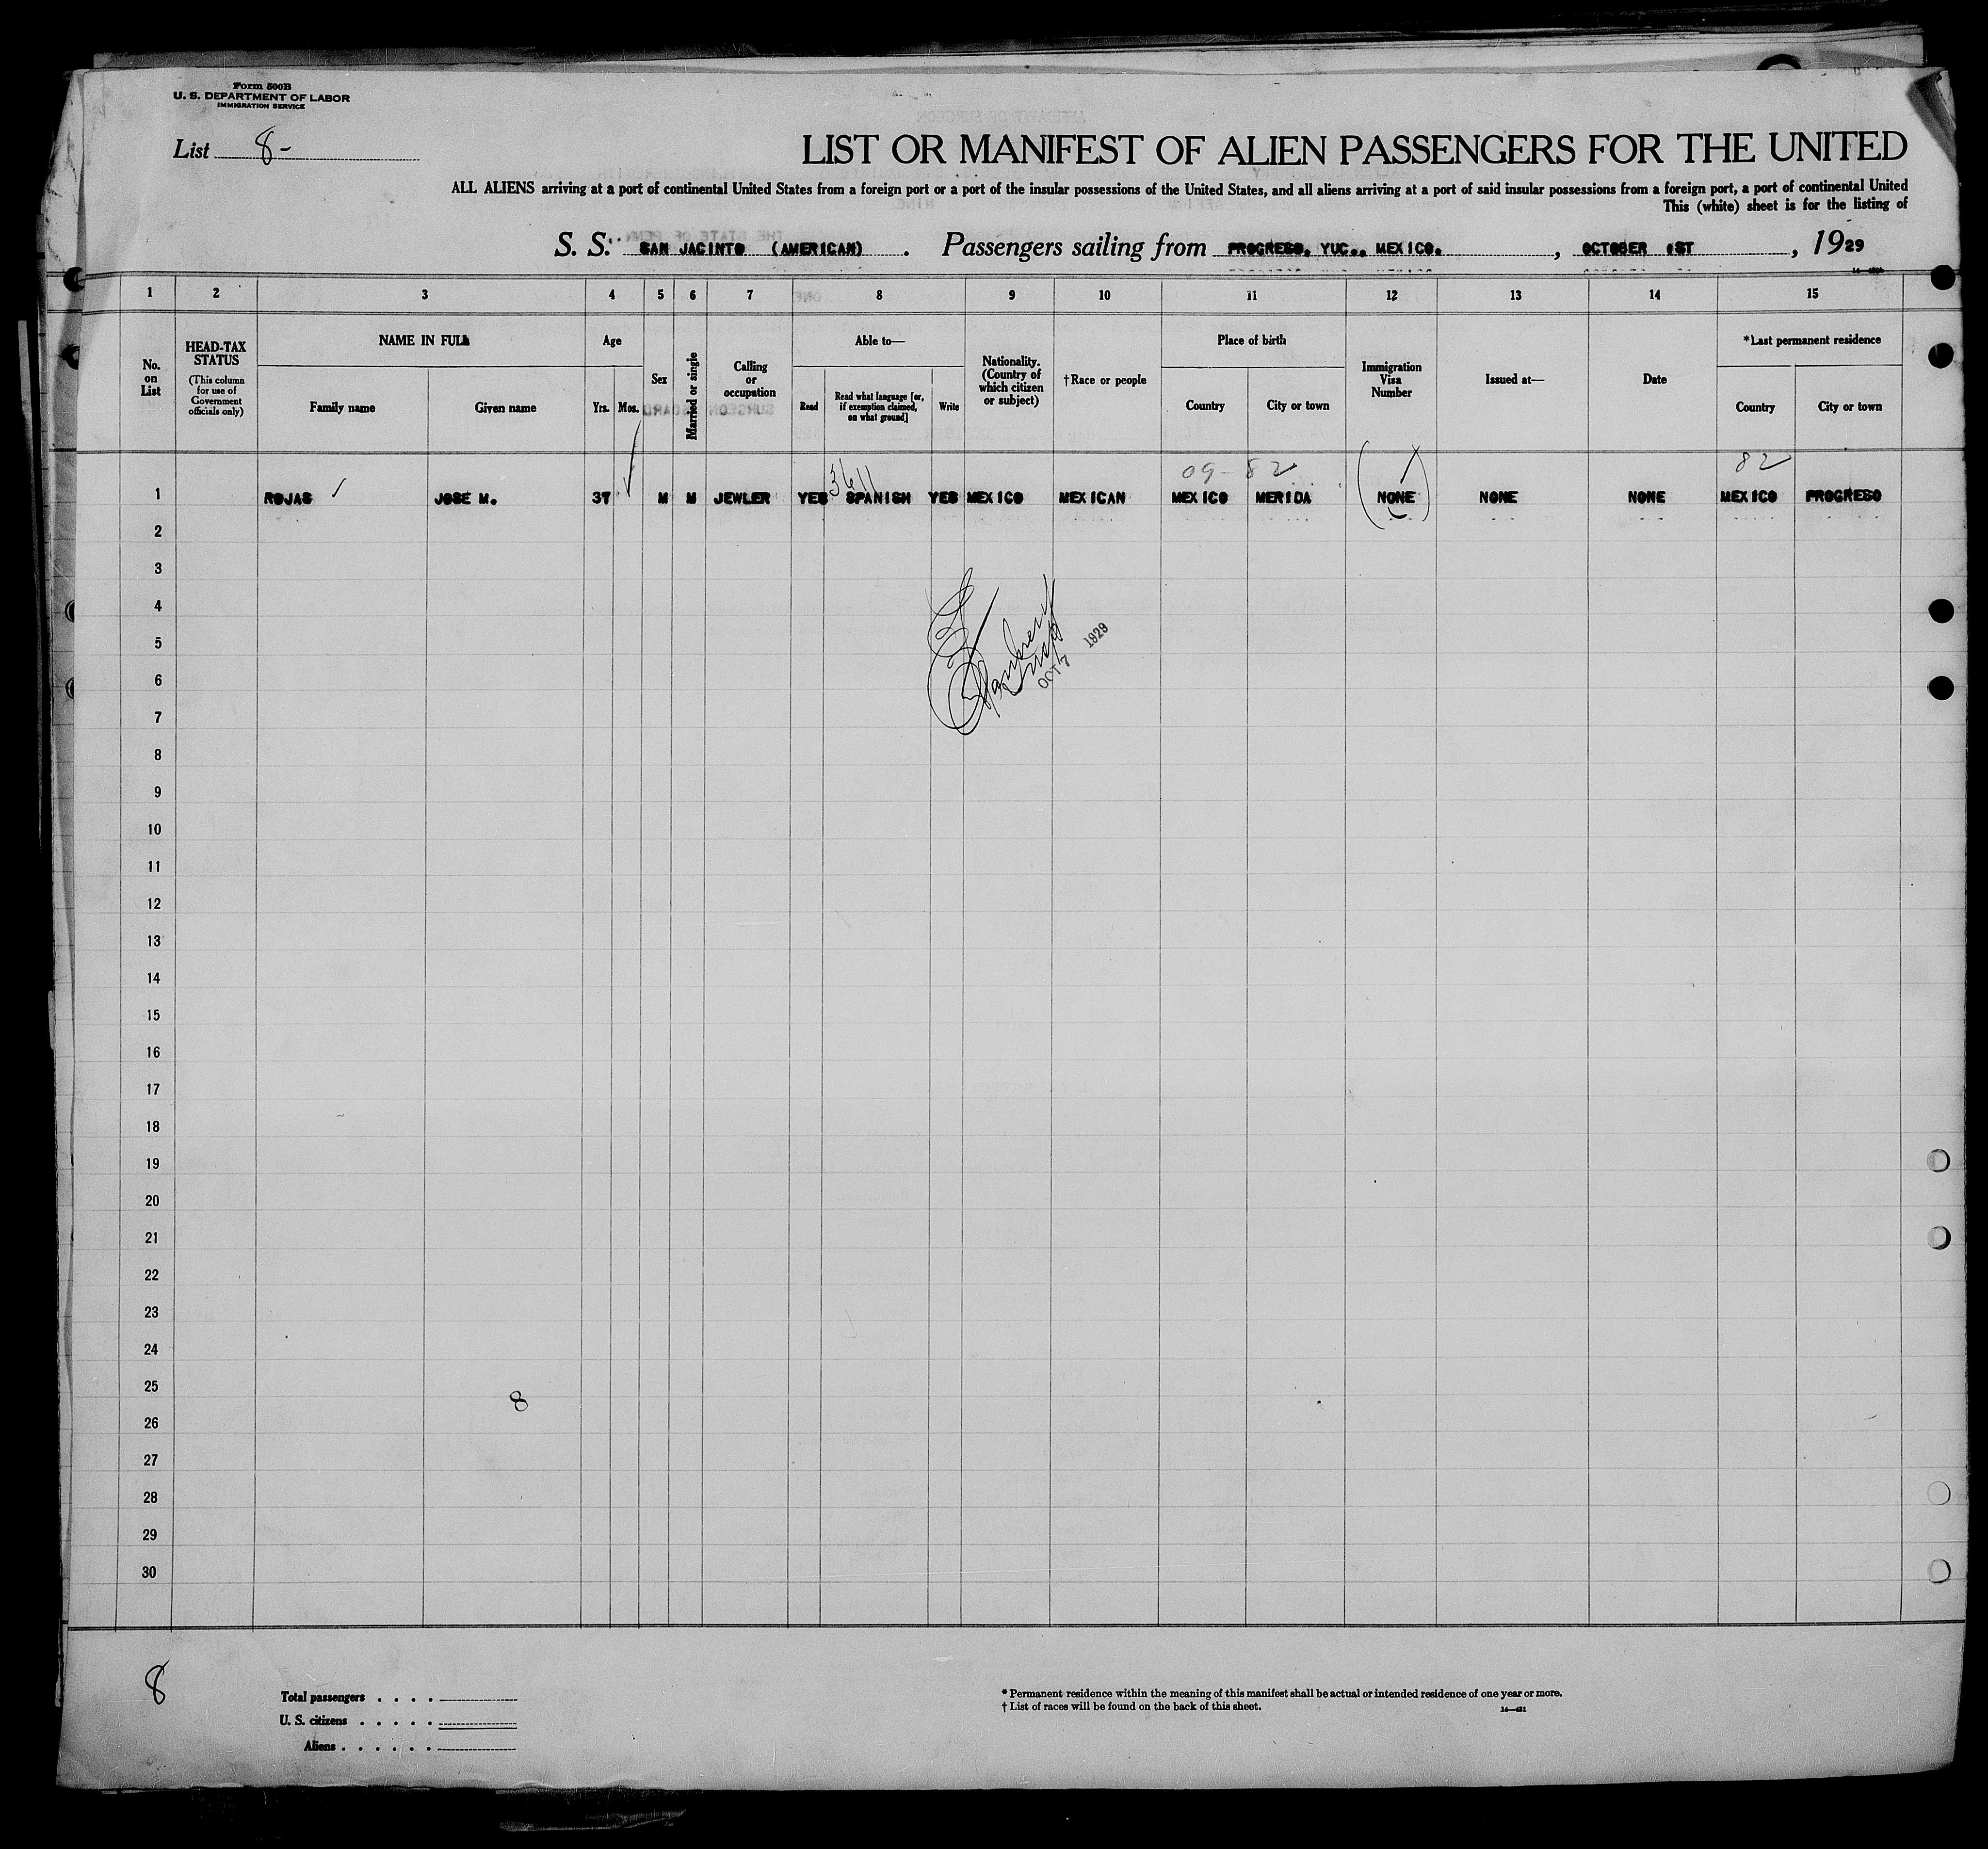 Form 500B
U. S. DEPARTMENT OF LABOR
IMMIGRATION SERVICE
List 8-
LIST OR MANIFEST OF ALIEN PASSENGERS FOR THE UNITED
ALL ALIENS arriving at a port of continental United States from a foreign port or a port of the insular possessions of the United States, and all aliens arriving at a port of said insular possessions from a foreign port, a port of continental United
This (white) sheet is for the listing of
S. S. SAN JACINTO (AMERICAN). Passengers sailing from PROGRESO, YUC., MEXICO., OCTOBER 1ST, 1929
1 2 3 4 5 6 7 8 9 10 11 12 13 14 15
No. on List
HEAD-TAX STATUS
(This column for use of Government officials only)
NAME IN FULL
Family name Given name
Age
Yrs. Mos.
Sex
Married or single
Calling or occupation
Able to—
Read
Read what language [or, if exemption claimed, on what ground]
Write
Nationality. (Country of which citizen or subject)
†Race or people
Place of birth
Country City or town
Immigration Visa Number
Issued at—
Date
*Last permanent residence
Country City or town
3611 09-82 82
1 ROJAS ✓ JOSE M. 37 ✓ M M JEWLER YES SPANISH YES MEXICO MEXICAN MEXICO MERIDA (NONE) NONE NONE MEXICO PROGRESO
2
3
4
5
OCT 7 1929
6
7
8
9
10
11
12
13
14
15
16
17
18
19
20
21
22
23
24
25
8
26
27
28
29
30
8
Total passengers . . . .
U. S. citizens . . . . .
Aliens . . . . . .
* Permanent residence within the meaning of this manifest shall be actual or intended residence of one year or more.
† List of races will be found on the back of this sheet.